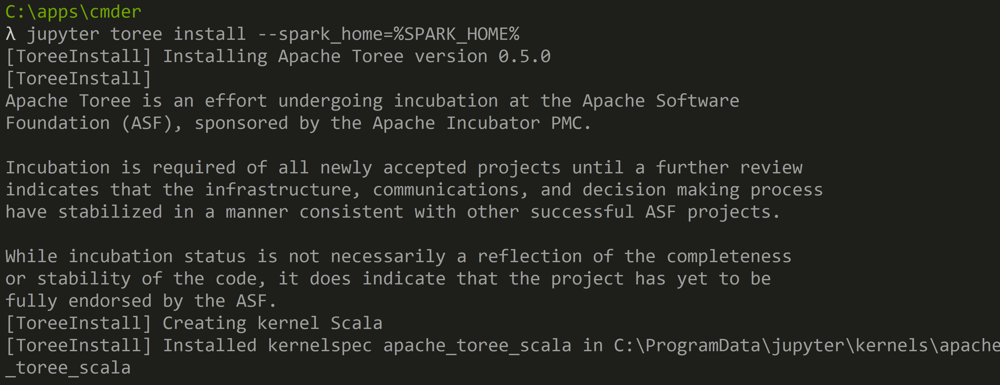 C:\apps\cmder
λ jupyter toree install --spark_home=%SPARK_HOME%
[ToreeInstall] Installing Apache Toree version 0.5.0
[ToreeInstall]
Apache Toree is an effort undergoing incubation at the Apache Software
Foundation (ASF), sponsored by the Apache Incubator PMC.

Incubation is required of all newly accepted projects until a further review
indicates that the infrastructure, communications, and decision making process
have stabilized in a manner consistent with other successful ASF projects.

While incubation status is not necessarily a reflection of the completeness
or stability of the code, it does indicate that the project has yet to be
fully endorsed by the ASF.
[ToreeInstall] Creating kernel Scala
[ToreeInstall] Installed kernelspec apache_toree_scala in C:\ProgramData\jupyter\kernels\apache
_toree_scala